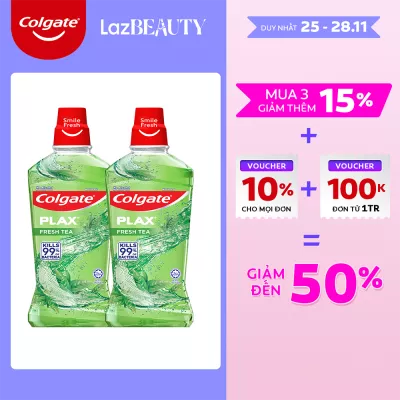 Colgate
LazBEAUTY
DUY NHẤT 25 - 28.11
MUA 3
GIẢM THÊM 15%
+
VOUCHER
10%
CHO MỌI ĐƠN
+
VOUCHER
100K
ĐƠN TỪ 1TR
=
GIẢM
ĐẾN 50%
Smile
Fresh
Colgate
PLAX
FRESH TEA
KILLS
99%
BACTERIA
Smile
Fresh
Colgate
PLAX
FRESH TEA
KILLS
99%
BACTERIA